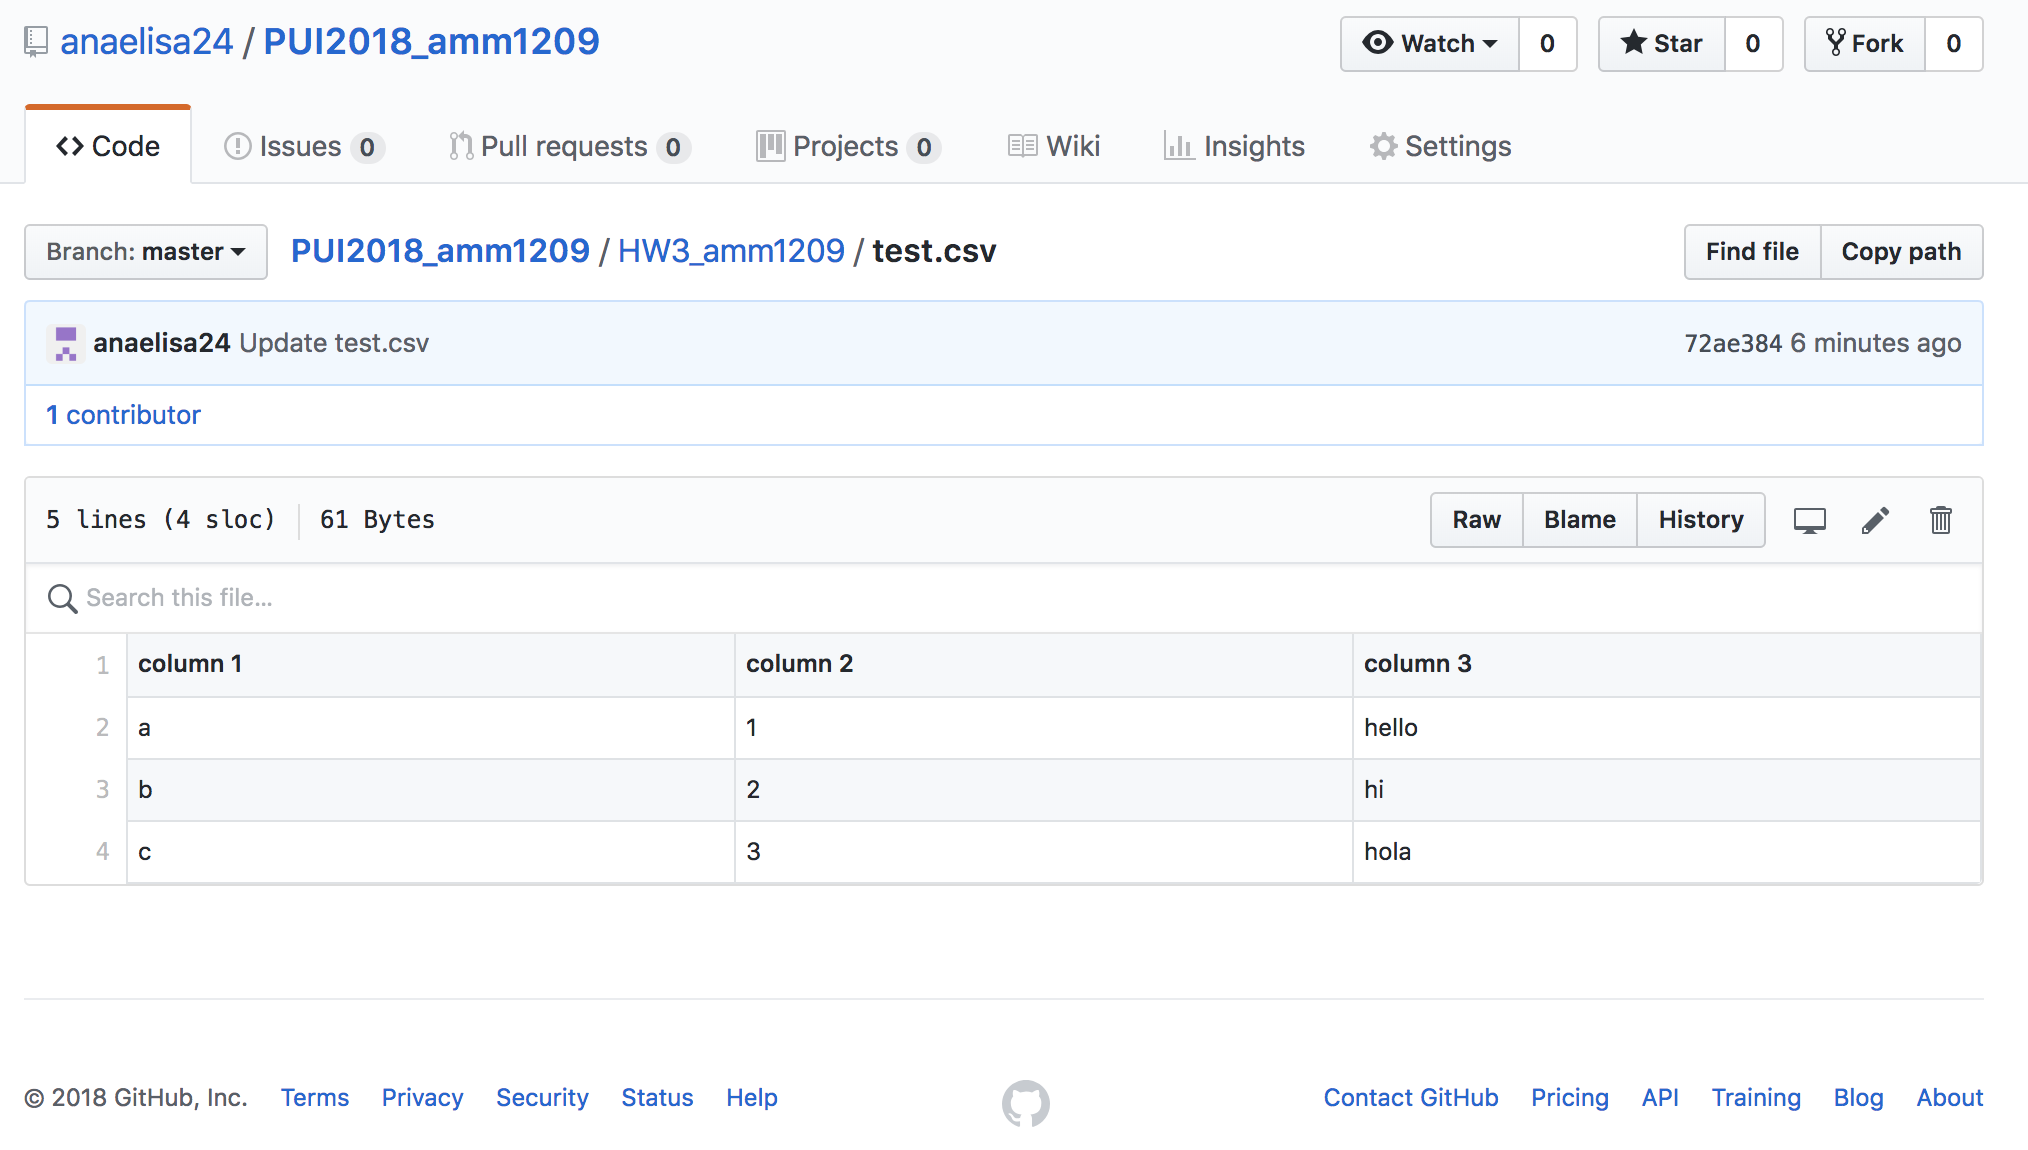 anaelisa24 / PUI2018_amm1209 Watch 0 Star 0 Fork 0
Code Issues 0 Pull requests 0 Projects 0 Wiki Insights Settings
Branch: master PUI2018_amm1209 / HW3_amm1209 / test.csv Find file Copy path
anaelisa24 Update test.csv 72ae384 6 minutes ago
1 contributor
5 lines (4 sloc) 61 Bytes Raw Blame History
Search this file...
1 column 1 column 2 column 3
2 a 1 hello
3 b 2 hi
4 c 3 hola
© 2018 GitHub, Inc. Terms Privacy Security Status Help Contact GitHub Pricing API Training Blog About